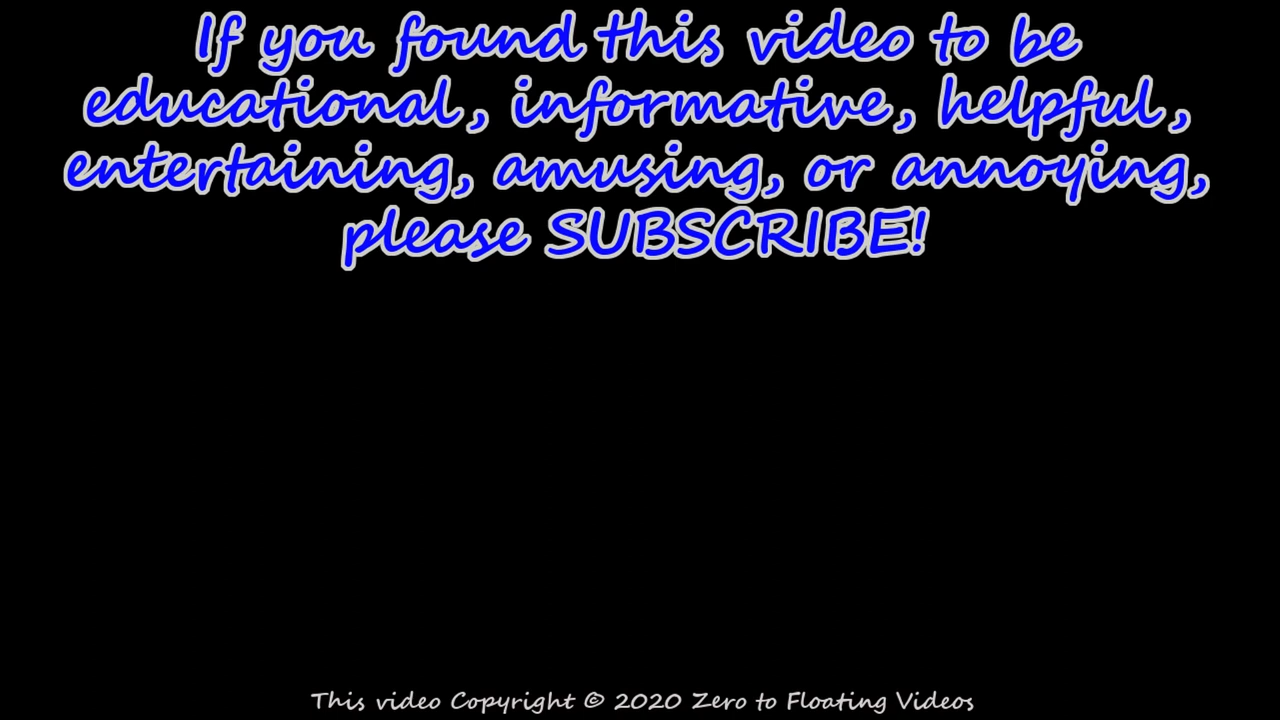 If you found this video to be
educational, informative, helpful,
entertaining, amusing, or annoying,
please SUBSCRIBE!
This video Copyright © 2020 Zero to Floating Videos